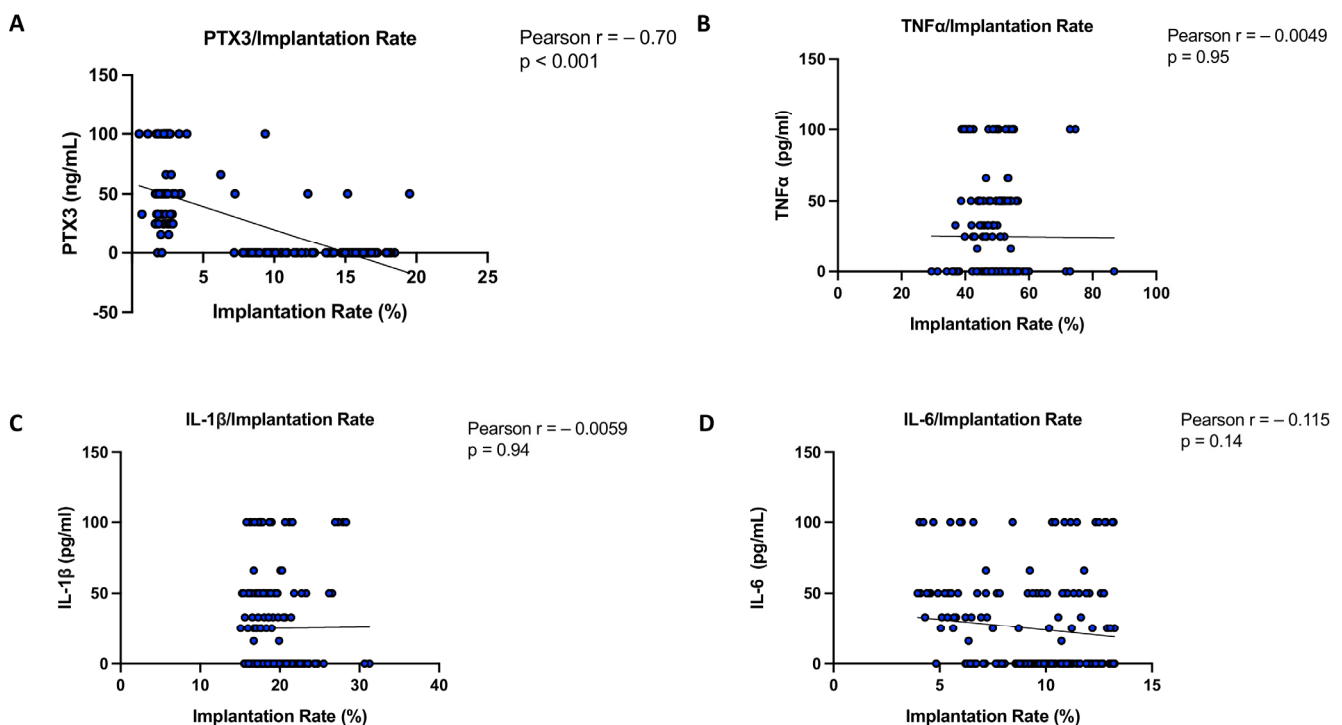 A
PTX3/Implantation Rate
Pearson r = – 0.70
p < 0.001
PTX3 (ng/mL)
150
100
50
0
-50
5 10 15 20 25
Implantation Rate (%)
B
TNFα/Implantation Rate
Pearson r = – 0.0049
p = 0.95
TNFα (pg/ml)
150
100
50
0
0 20 40 60 80 100
Implantation Rate (%)
C
IL-1β/Implantation Rate
Pearson r = – 0.0059
p = 0.94
IL-1β (pg/ml)
150
100
50
0
0 10 20 30 40
Implantation Rate (%)
D
IL-6/Implantation Rate
Pearson r = – 0.115
p = 0.14
IL-6 (pg/mL)
150
100
50
0
0 5 10 15
Implantation Rate (%)